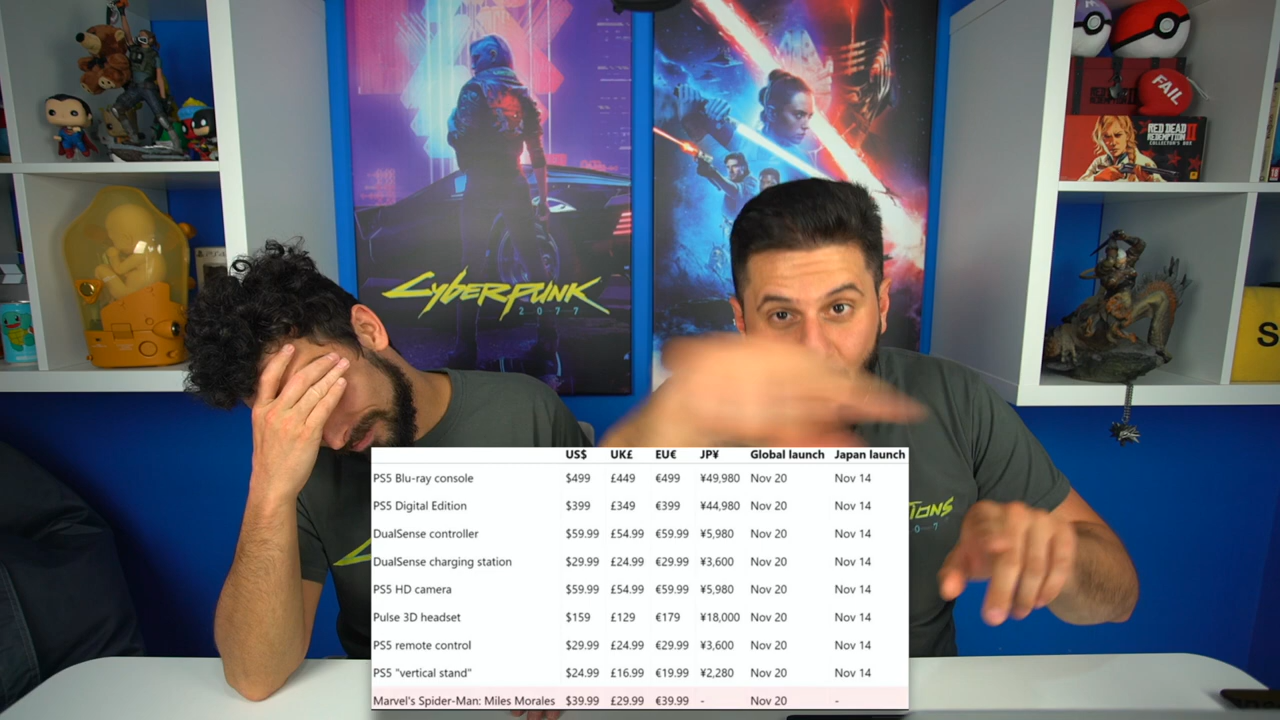 FAIL
RED DEAD
REDEMPTION II
COLLECTOR'S BOX
CYBERPUNK
2077
S
US$ UK£ EU€ JP¥ Global launch Japan launch
PS5 Blu-ray console $499 £449 €499 ¥49,980 Nov 20 Nov 14
PS5 Digital Edition $399 £349 €399 ¥44,980 Nov 20 Nov 14
DualSense controller $59.99 £54.99 €59.99 ¥5,980 Nov 20 Nov 14
DualSense charging station $29.99 £24.99 €29.99 ¥3,600 Nov 20 Nov 14
PS5 HD camera $59.99 £54.99 €59.99 ¥5,980 Nov 20 Nov 14
Pulse 3D headset $159 £129 €179 ¥18,000 Nov 20 Nov 14
PS5 remote control $29.99 £24.99 €29.99 ¥3,600 Nov 20 Nov 14
PS5 "vertical stand" $24.99 £16.99 €19.99 ¥2,280 Nov 20 Nov 14
Marvel's Spider-Man: Miles Morales $39.99 £29.99 €39.99 - Nov 20 -